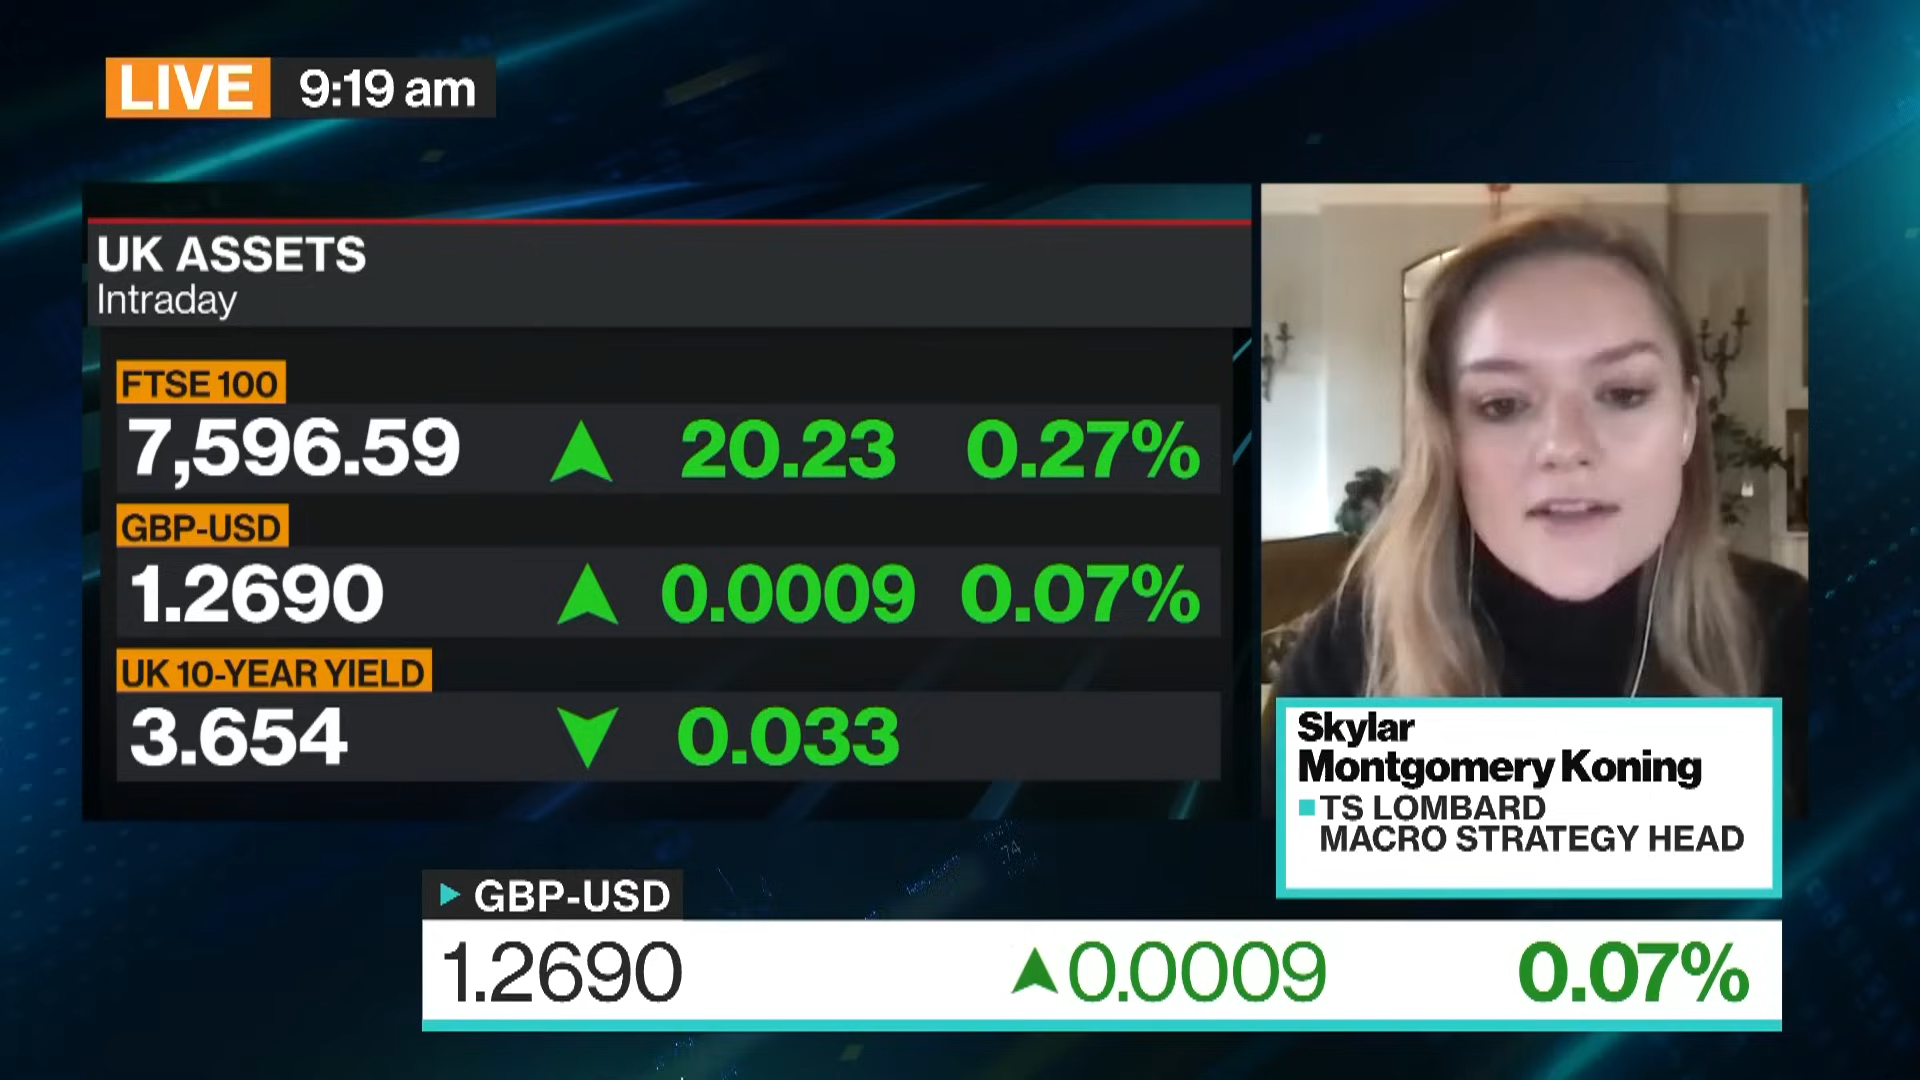 LIVE 9:19 am
UK ASSETS
Intraday
FTSE 100
7,596.59 ▲ 20.23 0.27%
GBP-USD
1.2690 ▲ 0.0009 0.07%
UK 10-YEAR YIELD
3.654 ▼ 0.033
Skylar
Montgomery Koning
TS LOMBARD
MACRO STRATEGY HEAD
74
GBP-USD
1.2690 ▲0.0009 0.07%